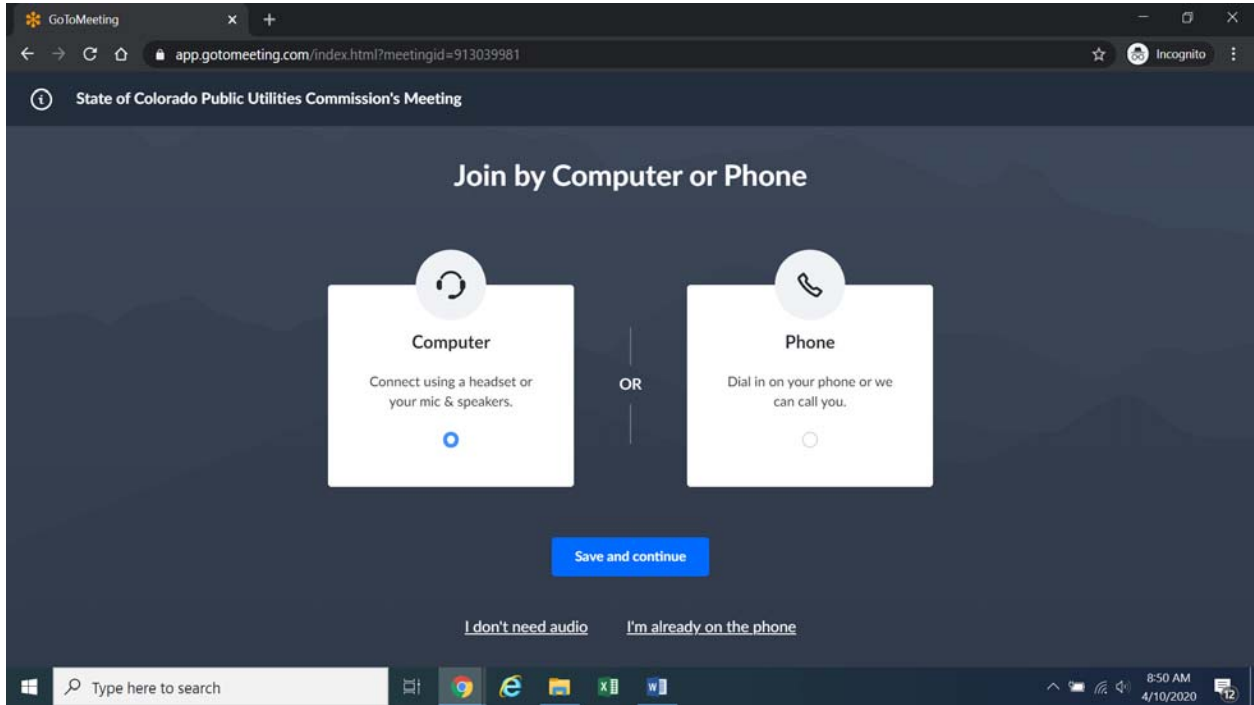 GoToMeeting
app.gotomeeting.com/index.html?meetingid=913039981
Incognito
State of Colorado Public Utilities Commission's Meeting
Join by Computer or Phone
Computer
Connect using a headset or
your mic & speakers.
OR
Phone
Dial in on your phone or we
can call you.
Save and continue
I don't need audio
I'm already on the phone
Type here to search
8:50 AM
4/10/2020
12